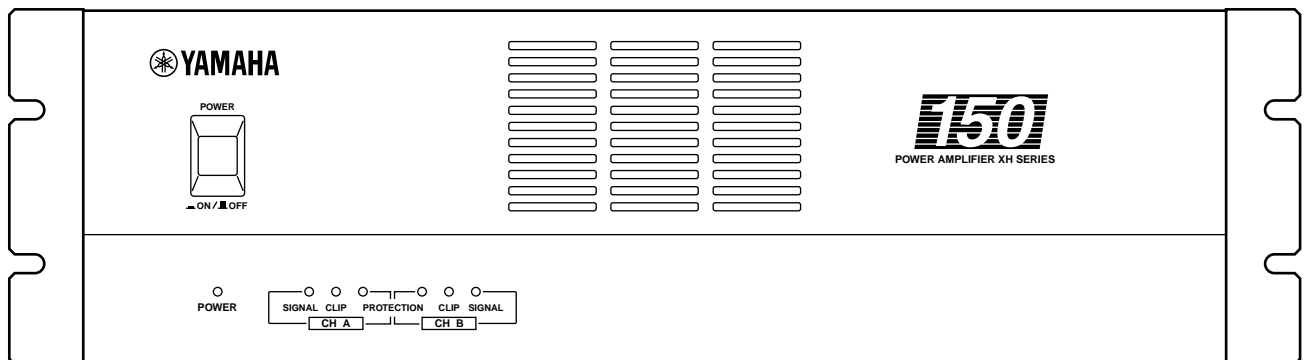 YAMAHA
POWER
ON / OFF
150
POWER AMPLIFIER XH SERIES
POWER
SIGNAL CLIP PROTECTION CLIP SIGNAL
CH A CH B